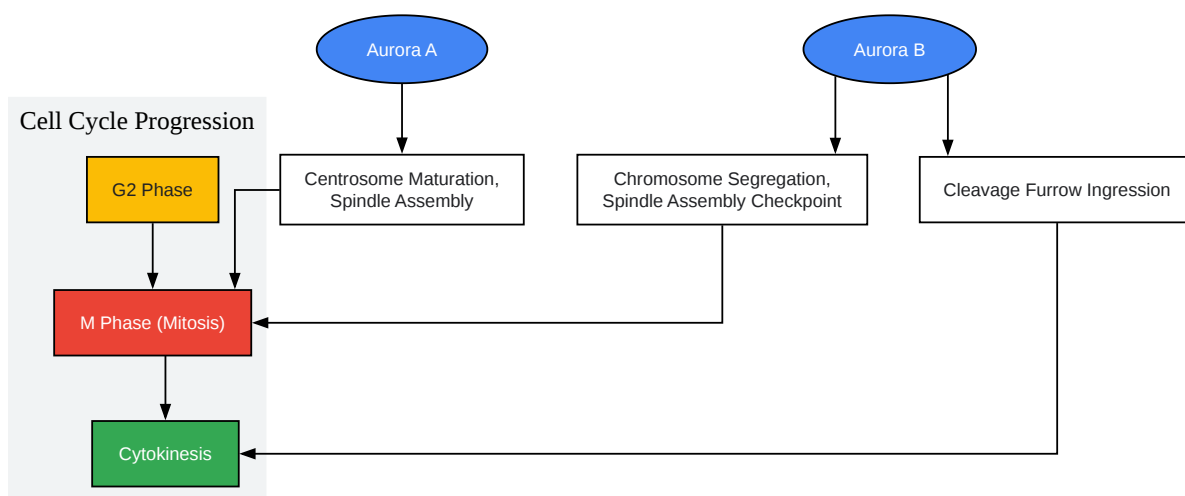 Aurora A
Aurora B
Cell Cycle Progression
G2 Phase
Centrosome Maturation,
Spindle Assembly
Chromosome Segregation,
Spindle Assembly Checkpoint
Cleavage Furrow Ingression
M Phase (Mitosis)
Cytokinesis